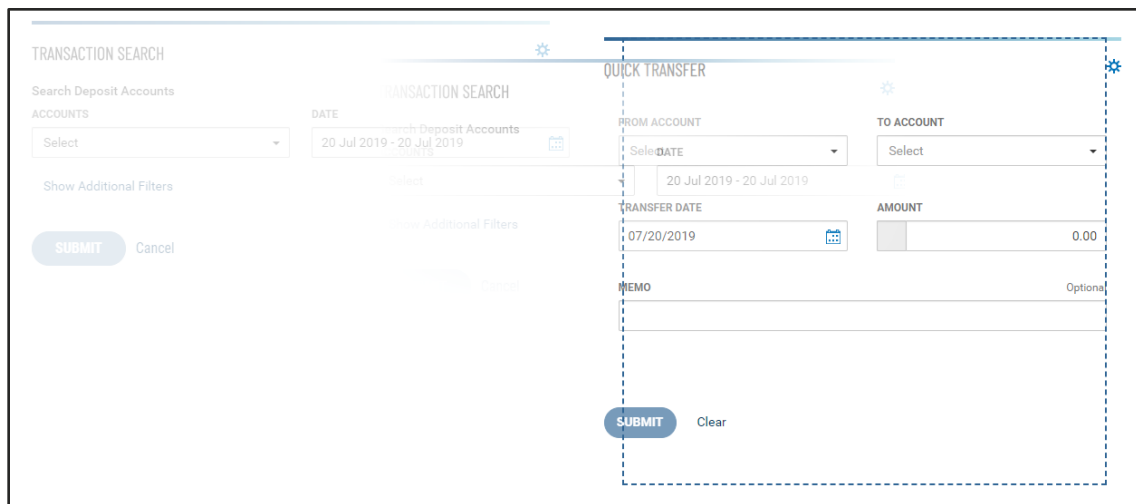 TRANSACTION SEARCH
Search Deposit Accounts
ACCOUNTS
DATE
Select
20 Jul 2019 - 20 Jul 2019
Show Additional Filters
SUBMIT Cancel
TRANSACTION SEARCH
Search Deposit Accounts
ACCOUNTS
DATE
Select
20 Jul 2019 - 20 Jul 2019
Show Additional Filters
Cancel
QUICK TRANSFER
FROM ACCOUNT
TO ACCOUNT
Select
Select
TRANSFER DATE
AMOUNT
07/20/2019
0.00
MEMO
Optional
SUBMIT Clear